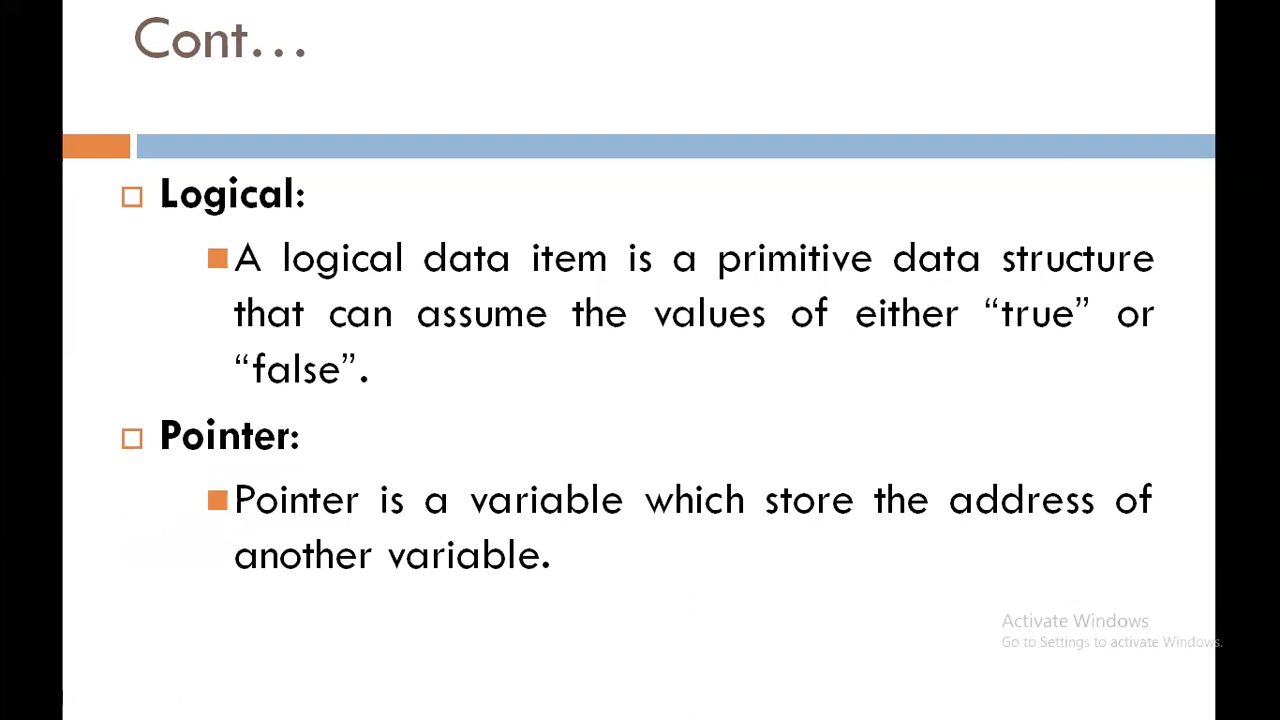 Cont...
Logical:
A logical data item is a primitive data structure
that can assume the values of either “true” or
“false”.
Pointer:
Pointer is a variable which store the address of
another variable.
Activate Windows
Go to Settings to activate Windows.